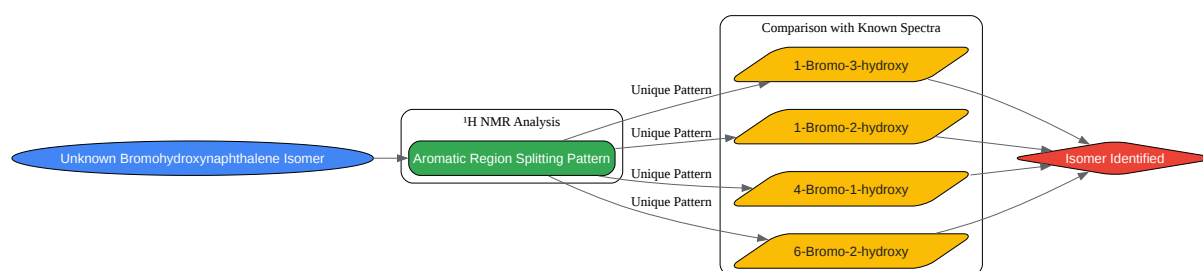 Comparison with Known Spectra
1-Bromo-3-hydroxy
Unique Pattern
¹H NMR Analysis
Unique Pattern
1-Bromo-2-hydroxy
Unknown Bromohydroxynaphthalene Isomer
Aromatic Region Splitting Pattern
Isomer Identified
Unique Pattern
4-Bromo-1-hydroxy
Unique Pattern
6-Bromo-2-hydroxy